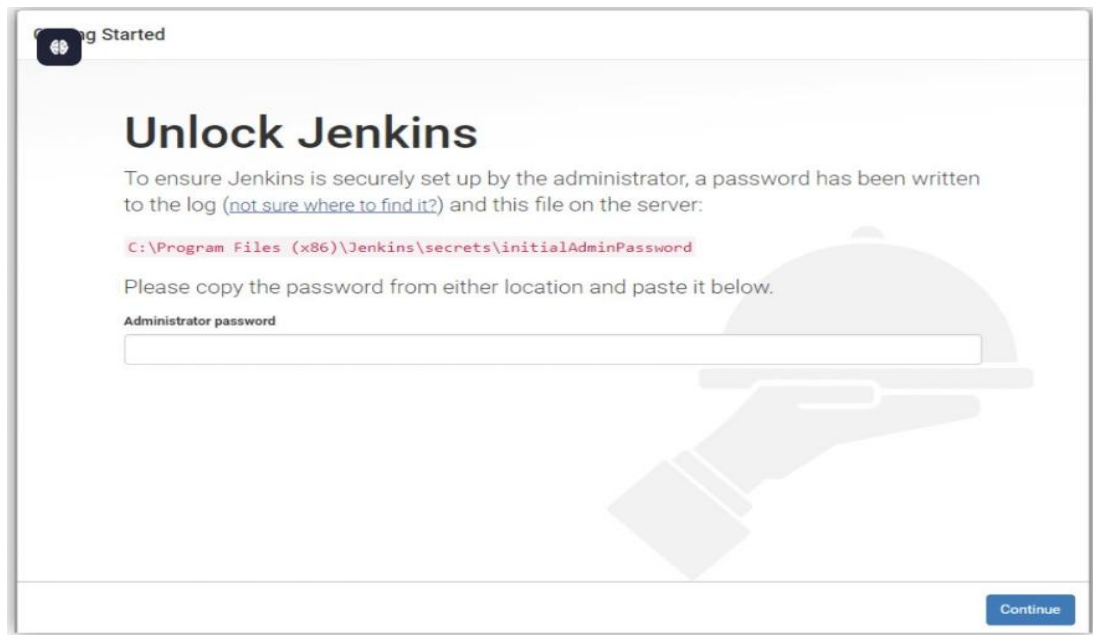 ng Started
Unlock Jenkins
To ensure Jenkins is securely set up by the administrator, a password has been written
to the log (not sure where to find it?) and this file on the server:
C:\Program Files (x86)\Jenkins\secrets\initialAdminPassword
Please copy the password from either location and paste it below.
Administrator password
Continue